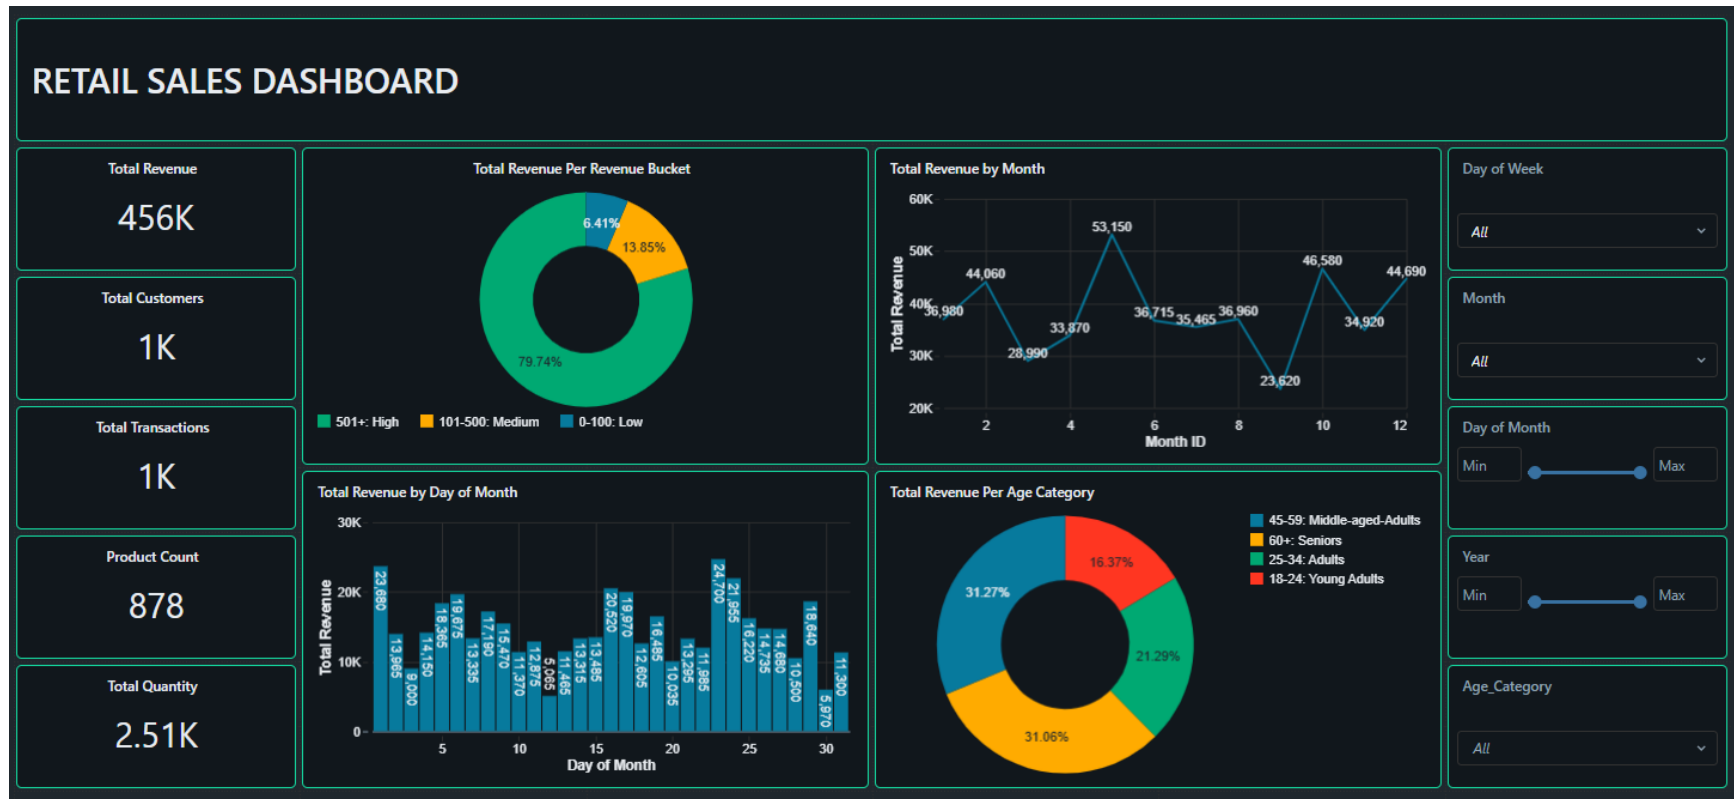 RETAIL SALES DASHBOARD
Total Revenue
456K
Total Customers
1K
Total Transactions
1K
Product Count
878
Total Quantity
2.51K
Total Revenue Per Revenue Bucket
6.41%
13.85%
79.74%
501+: High
101-500: Medium
0-100: Low
Total Revenue by Month
Total Revenue
60K
50K
40K
30K
20K
36,980
44,060
28,990
33,870
53,150
36,715
35,465
36,960
23,620
46,580
34,920
44,690
2
4
6
8
10
12
Month ID
Total Revenue by Day of Month
Total Revenue
30K
20K
10K
0
23,680
13,965
9,000
14,150
18,365
19,675
13,335
17,190
15,470
11,370
12,875
5,065
11,465
13,315
13,485
20,520
19,970
12,605
16,485
10,035
13,295
11,985
24,700
21,955
16,220
14,735
14,680
10,500
18,640
5,970
11,300
5
10
15
20
25
30
Day of Month
Total Revenue Per Age Category
16.37%
31.27%
21.29%
31.06%
45-59: Middle-aged-Adults
60+: Seniors
25-34: Adults
18-24: Young Adults
Day of Week
All
Month
All
Day of Month
Min
Max
Year
Min
Max
Age_Category
All